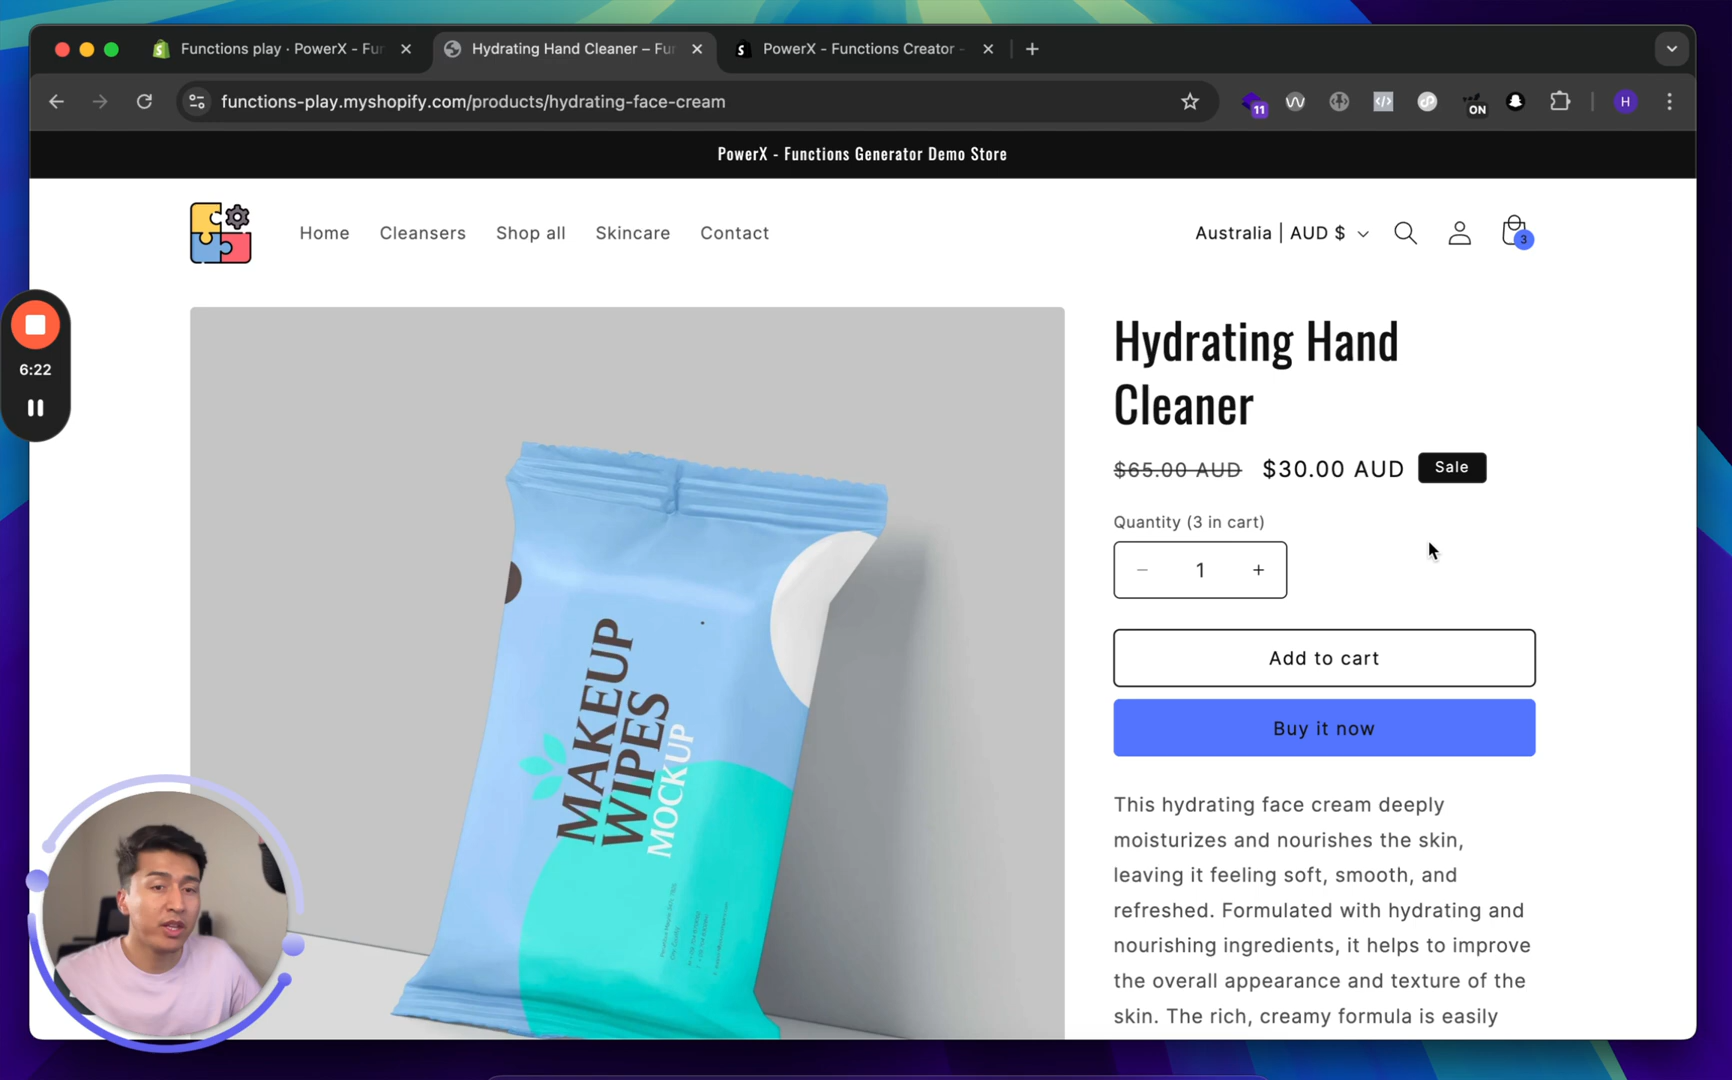 Functions play · PowerX - Fun
Hydrating Hand Cleaner – Fun
PowerX - Functions Creator -
functions-play.myshopify.com/products/hydrating-face-cream
11
ON
H
PowerX - Functions Generator Demo Store
Home
Cleansers
Shop all
Skincare
Contact
Australia | AUD $
3
6:22
Hydrating Hand
Cleaner
$65.00 AUD
$30.00 AUD
Sale
Quantity (3 in cart)
− 1 +
Add to cart
Buy it now
MAKEUP
WIPES
MOCKUP
This hydrating face cream deeply
moisturizes and nourishes the skin,
leaving it feeling soft, smooth, and
refreshed. Formulated with hydrating and
nourishing ingredients, it helps to improve
the overall appearance and texture of the
skin. The rich, creamy formula is easily